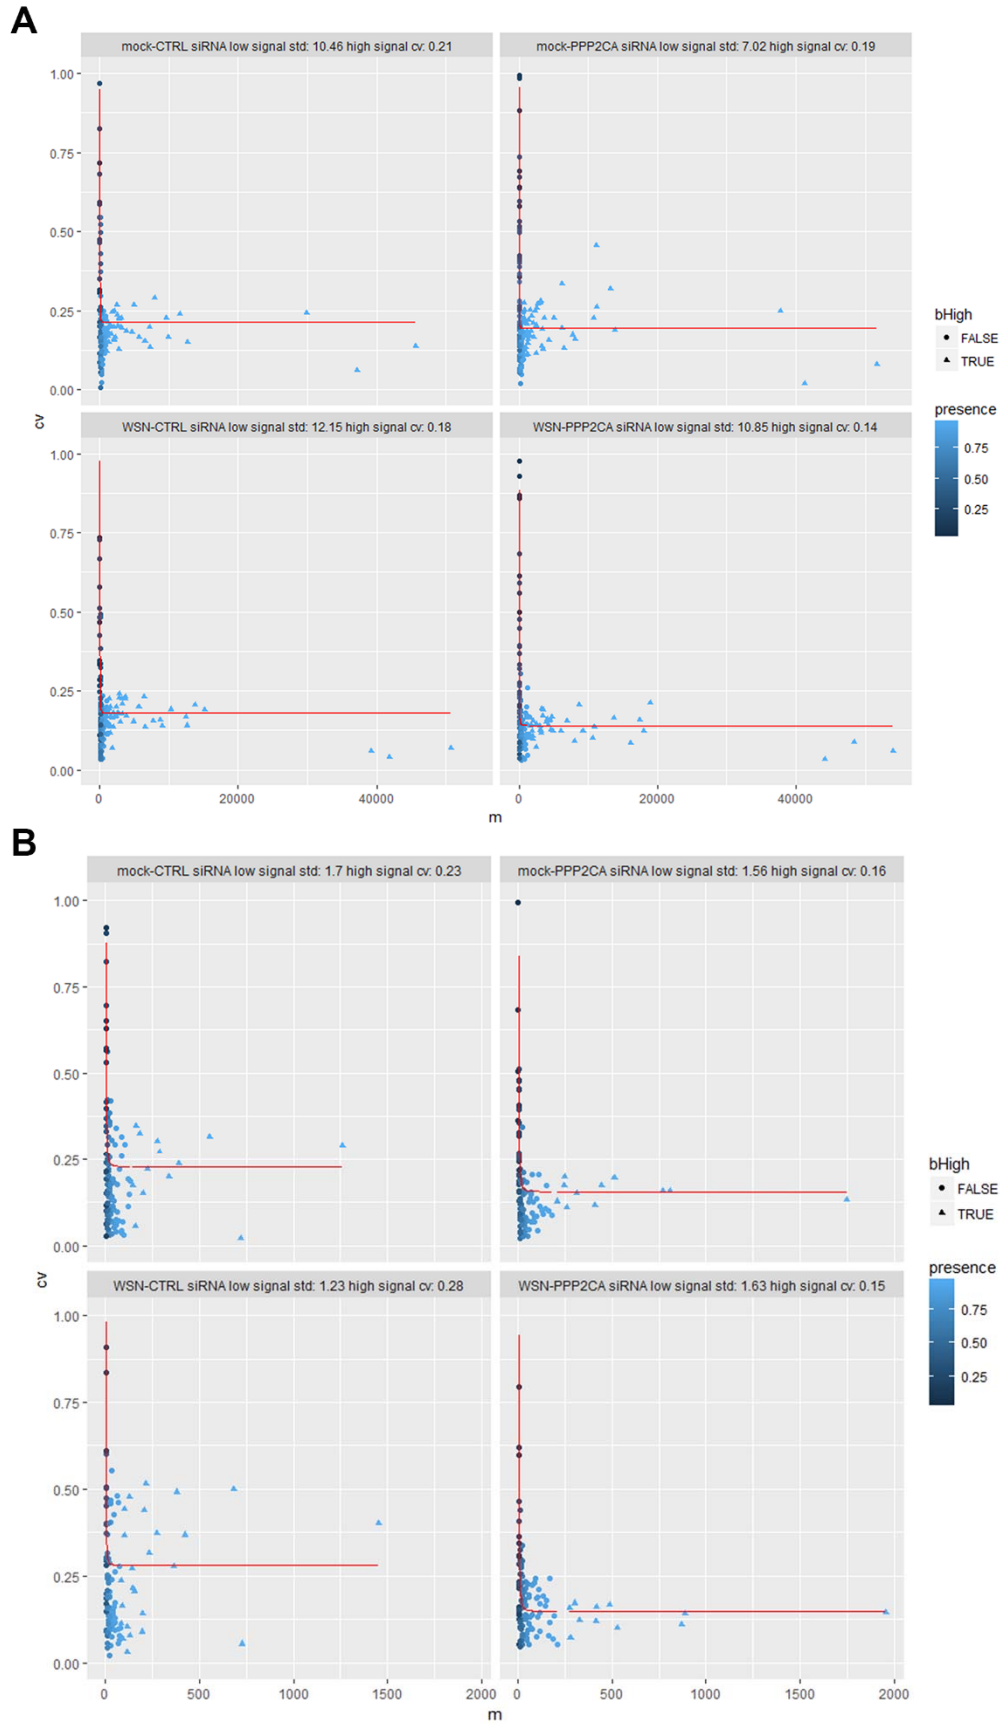 A
mock-CTRL siRNA low signal std: 10.46 high signal cv: 0.21
mock-PPP2CA siRNA low signal std: 7.02 high signal cv: 0.19
1.00
0.75
0.50
0.25
0.00
WSN-CTRL siRNA low signal std: 12.15 high signal cv: 0.18
WSN-PPP2CA siRNA low signal std: 10.85 high signal cv: 0.14
1.00
0.75
0.50
0.25
0.00
cv
0 20000 40000
0 20000 40000
m
bHigh
FALSE
TRUE
presence
0.75
0.50
0.25
B
mock-CTRL siRNA low signal std: 1.7 high signal cv: 0.23
mock-PPP2CA siRNA low signal std: 1.56 high signal cv: 0.16
1.00
0.75
0.50
0.25
0.00
WSN-CTRL siRNA low signal std: 1.23 high signal cv: 0.28
WSN-PPP2CA siRNA low signal std: 1.63 high signal cv: 0.15
1.00
0.75
0.50
0.25
0.00
cv
0 500 1000 1500 2000
0 500 1000 1500 2000
m
bHigh
FALSE
TRUE
presence
0.75
0.50
0.25